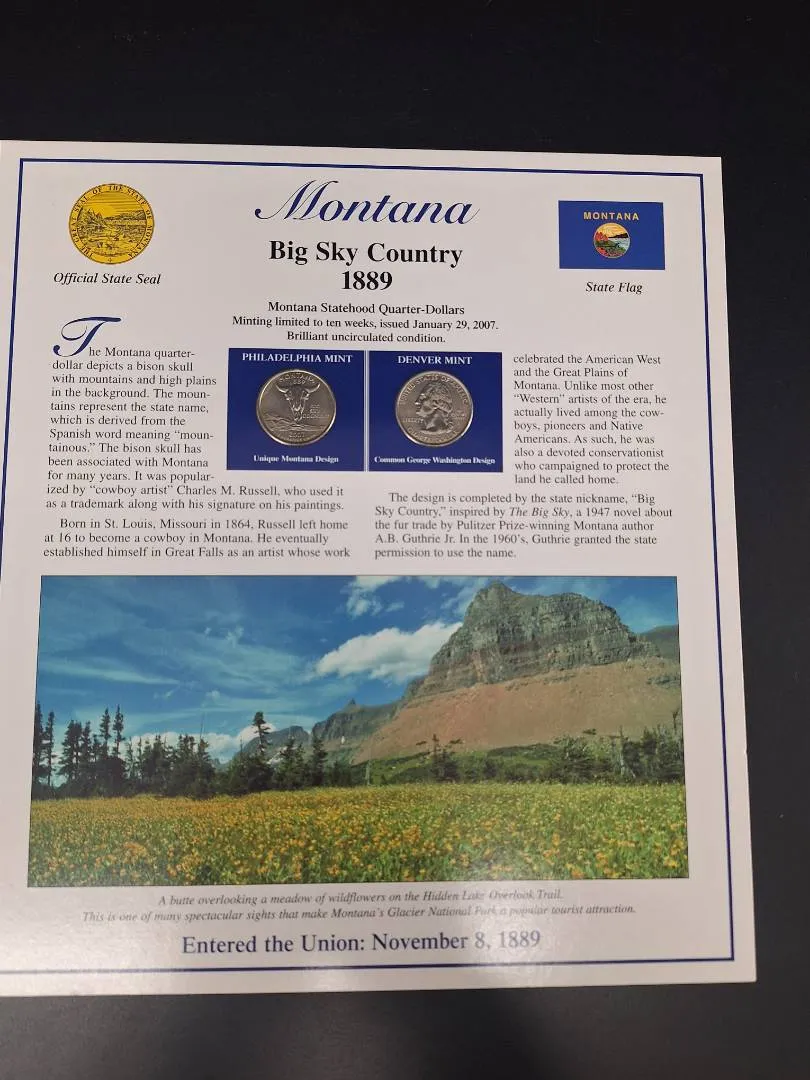 Montana
Big Sky Country
1889
Official State Seal
MONTANA
State Flag
Montana Statehood Quarter-Dollars
Minting limited to ten weeks, issued January 29, 2007.
Brilliant uncirculated condition.
The Montana quarter-
dollar depicts a bison skull
with mountains and high plains
in the background. The moun-
tains represent the state name,
which is derived from the
Spanish word meaning “moun-
tainous.” The bison skull has
been associated with Montana
for many years. It was popular-
ized by “cowboy artist” Charles M. Russell, who used it
as a trademark along with his signature on his paintings.
Born in St. Louis, Missouri in 1864, Russell left home
at 16 to become a cowboy in Montana. He eventually
established himself in Great Falls as an artist whose work
PHILADELPHIA MINT
MONTANA
1889
BIG
SKY
COUNTRY
2007
Unique Montana Design
DENVER MINT
UNITED STATES OF AMERICA
LIBERTY
Common George Washington Design
celebrated the American West
and the Great Plains of
Montana. Unlike most other
“Western” artists of the era, he
actually lived among the cow-
boys, pioneers and Native
Americans. As such, he was
also a devoted conservationist
who campaigned to protect the
land he called home.
The design is completed by the state nickname, “Big
Sky Country,” inspired by The Big Sky, a 1947 novel about
the fur trade by Pulitzer Prize-winning Montana author
A.B. Guthrie Jr. In the 1960’s, Guthrie granted the state
permission to use the name.
A butte overlooking a meadow of wildflowers on the Hidden Lake Overlook Trail.
This is one of many spectacular sights that make Montana’s Glacier National Park a popular tourist attraction.
Entered the Union: November 8, 1889